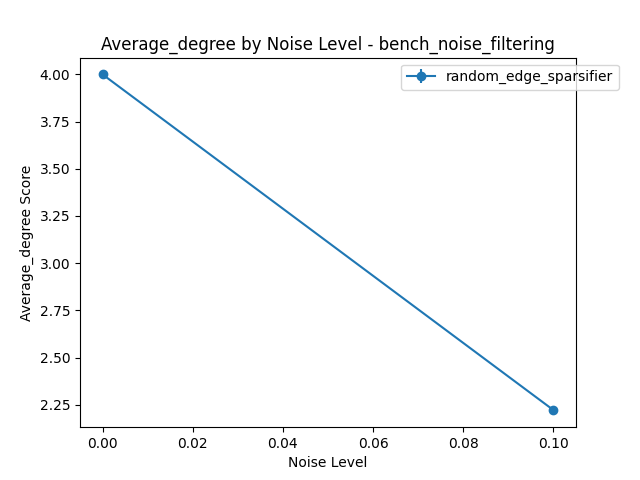 Average_degree by Noise Level - bench_noise_filtering
random_edge_sparsifier
Average_degree Score
4.00
3.75
3.50
3.25
3.00
2.75
2.50
2.25
0.00 0.02 0.04 0.06 0.08 0.10
Noise Level